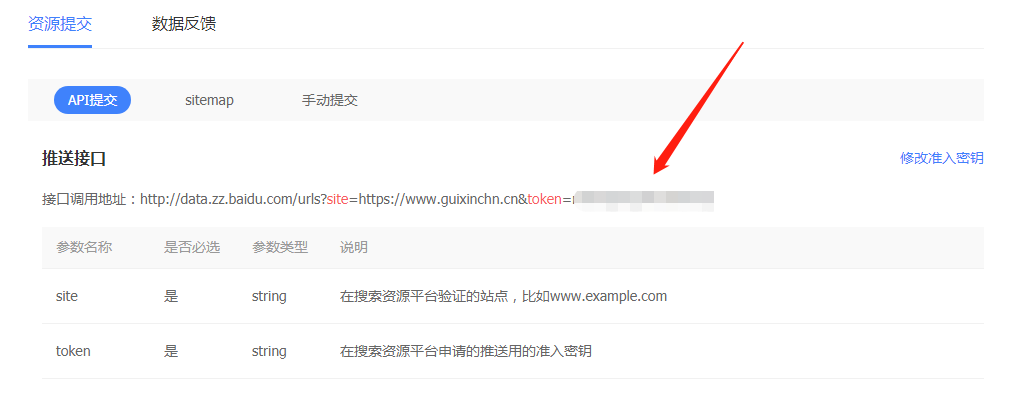 资源提交 数据反馈
API提交 sitemap 手动提交
推送接口 修改准入密钥
接口调用地址：http://data.zz.baidu.com/urls?site=https://www.guixinchn.cn&token=
参数名称 是否必选 参数类型 说明
site 是 string 在搜索资源平台验证的站点，比如www.example.com
token 是 string 在搜索资源平台申请的推送用的准入密钥